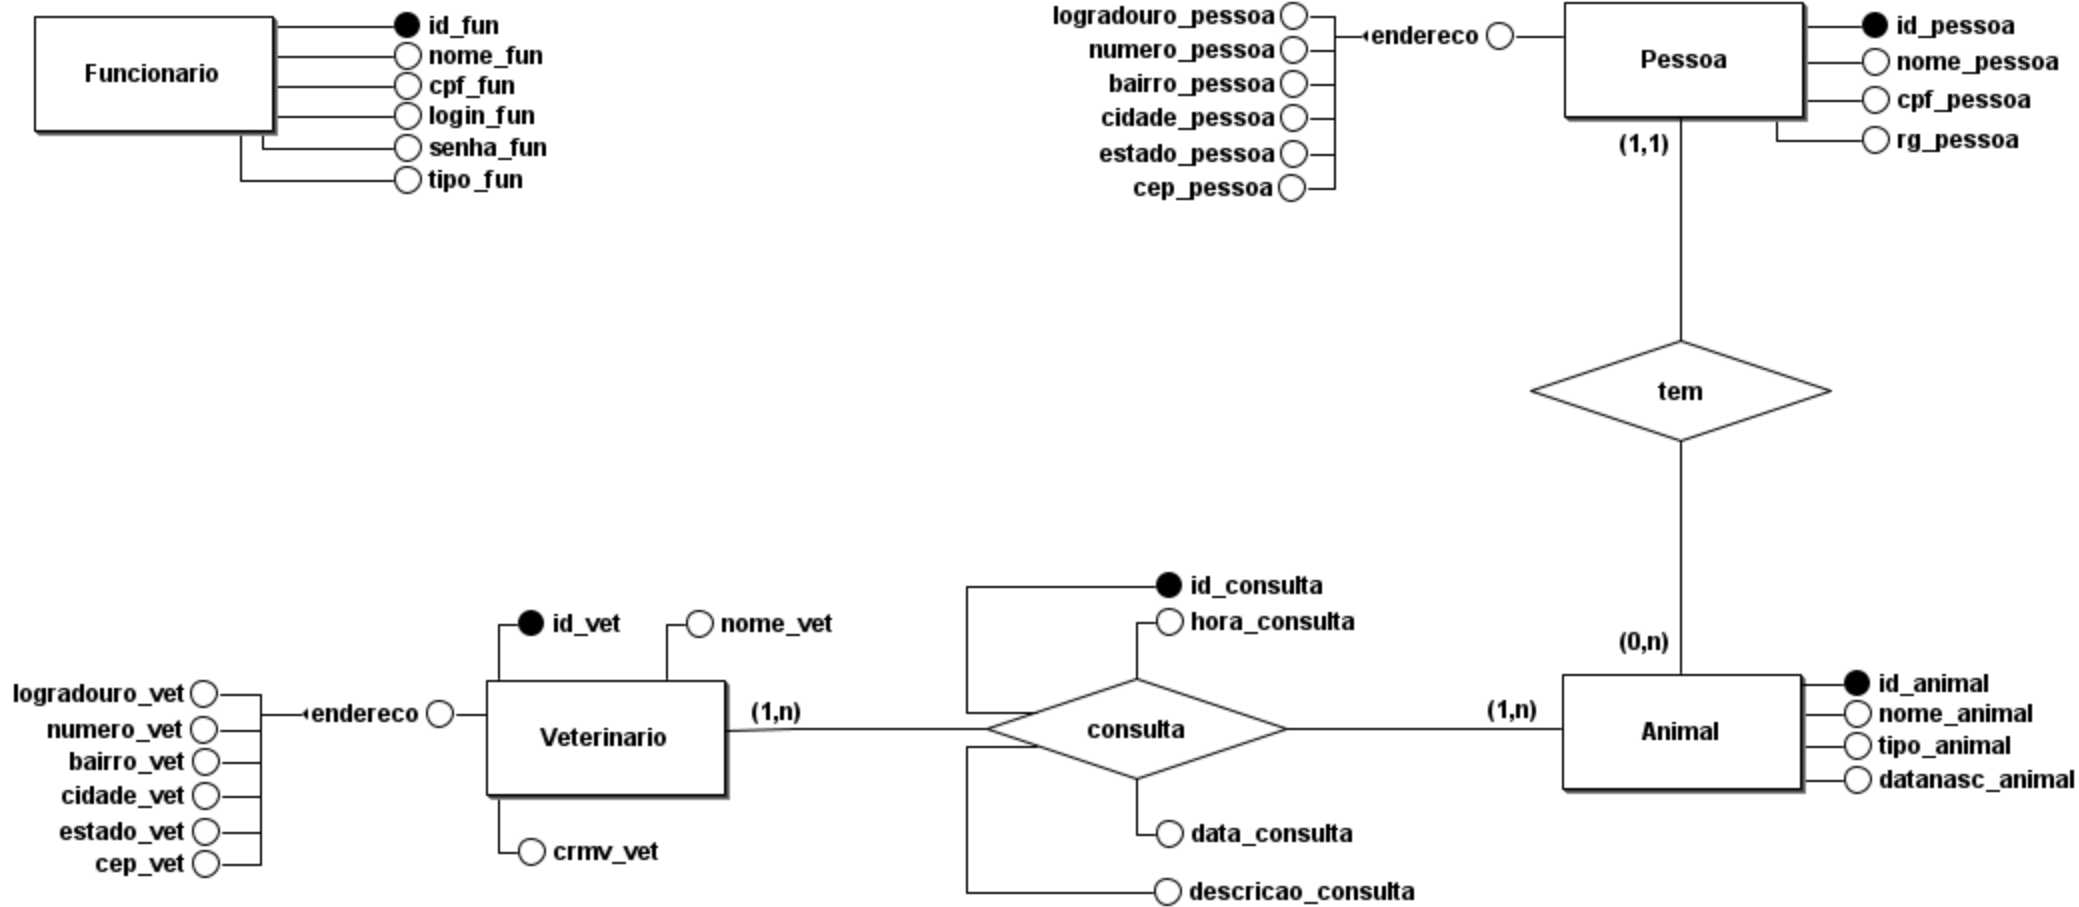 Funcionario
id_fun
nome_fun
cpf_fun
login_fun
senha_fun
tipo_fun
logradouro_pessoa
numero_pessoa
bairro_pessoa
cidade_pessoa
estado_pessoa
cep_pessoa
endereco
Pessoa
id_pessoa
nome_pessoa
cpf_pessoa
rg_pessoa
(1,1)
tem
(0,n)
logradouro_vet
numero_vet
bairro_vet
cidade_vet
estado_vet
cep_vet
endereco
id_vet
nome_vet
Veterinario
crmv_vet
(1,n)
id_consulta
hora_consulta
consulta
data_consulta
descricao_consulta
(1,n)
Animal
id_animal
nome_animal
tipo_animal
datanasc_animal